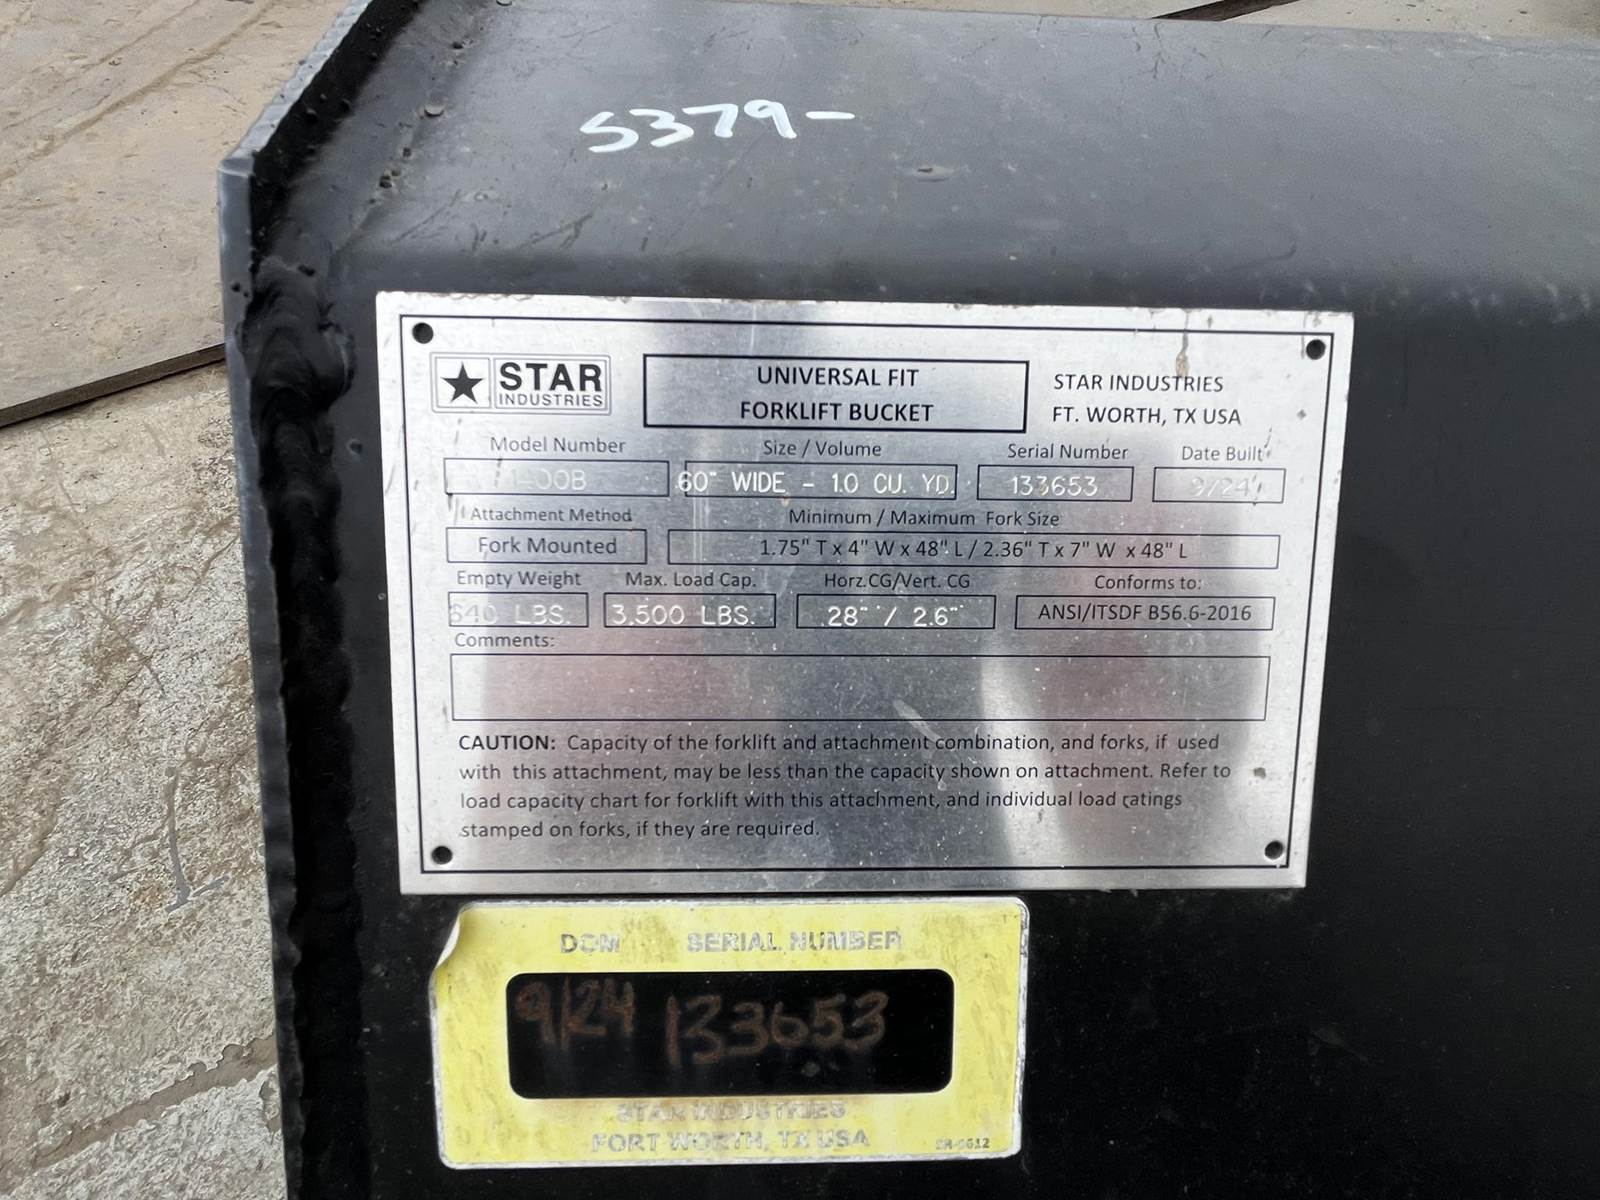 5379-
STAR
INDUSTRIES
UNIVERSAL FIT
FORKLIFT BUCKET
STAR INDUSTRIES
FT. WORTH, TX USA
Model Number
Size / Volume
Serial Number
Date Built
60" WIDE - 1.0 CU. YD.
133653
9/24
Attachment Method
Minimum / Maximum Fork Size
Fork Mounted
1.75" T x 4" W x 48" L / 2.36" T x 7" W x 48" L
Empty Weight
Max. Load Cap.
Horz.CG/Vert. CG
Conforms to:
640 LBS.
3,500 LBS.
28" / 2.6"
ANSI/ITSDF B56.6-2016
Comments:
CAUTION: Capacity of the forklift and attachment combination, and forks, if used
with this attachment, may be less than the capacity shown on attachment. Refer to
load capacity chart for forklift with this attachment, and individual load ratings
stamped on forks, if they are required.
DOM SERIAL NUMBER
9/24 133653
STAR INDUSTRIES
FORT WORTH, TX USA